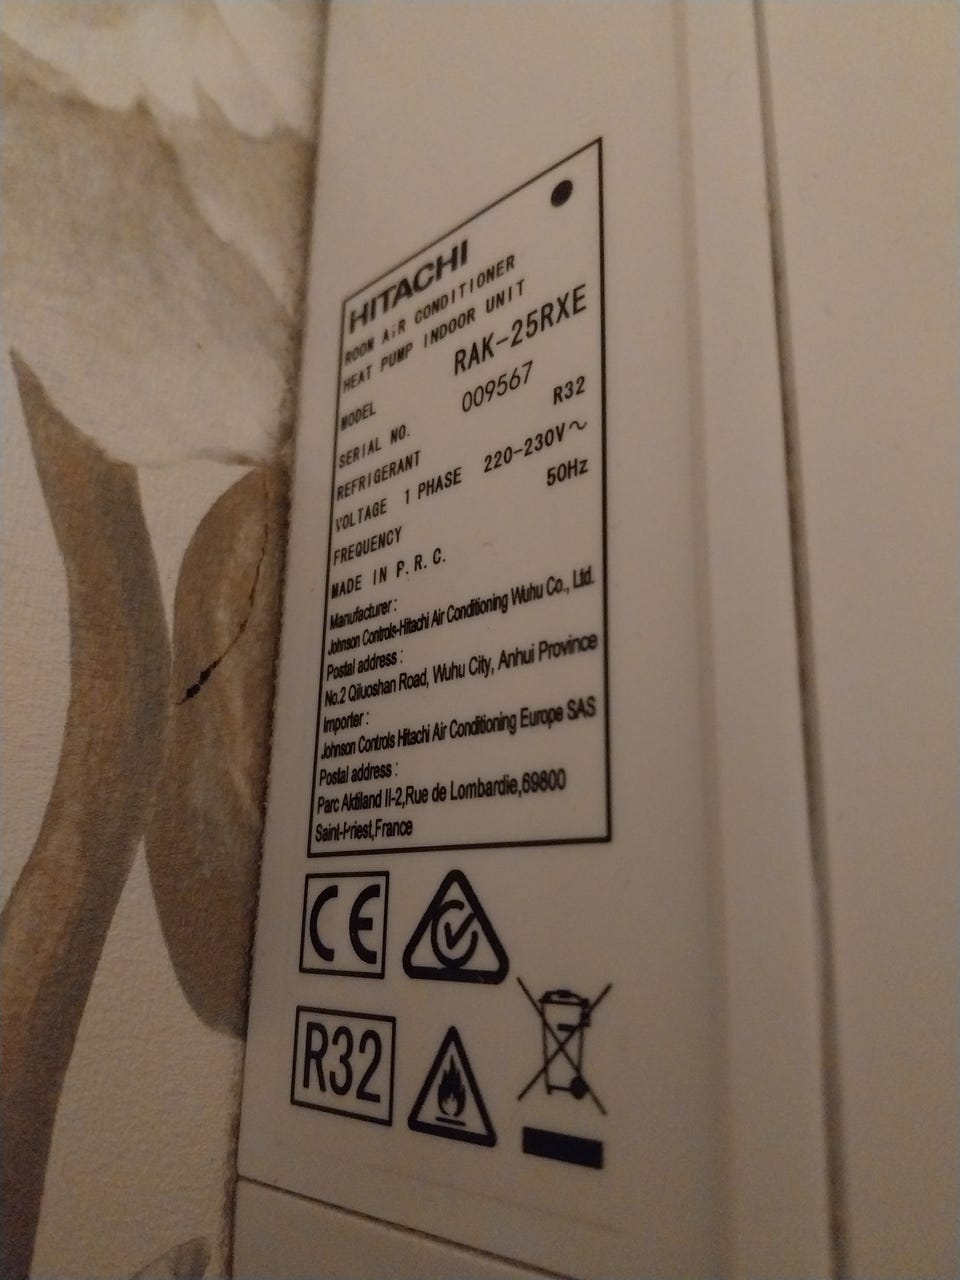 HITACHI
ROOM AIR CONDITIONER
HEAT PUMP INDOOR UNIT
MODEL RAK-25RXE
SERIAL NO. 009567
REFRIGERANT R32
VOLTAGE 1 PHASE 220-230V~
FREQUENCY 50Hz
MADE IN P.R.C.
Manufacturer:
Johnson Controls-Hitachi Air Conditioning Wuhu Co., Ltd.
Postal address:
No.2 Qiluoshan Road, Wuhu City, Anhui Province
Importer:
Johnson Controls Hitachi Air Conditioning Europe SAS
Postal address:
Parc Aktiland II-2,Rue de Lombardie,69800
Saint-Priest,France
CE
R32